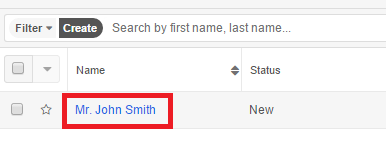 Filter Create Search by first name, last name...
Name Status
Mr. John Smith New